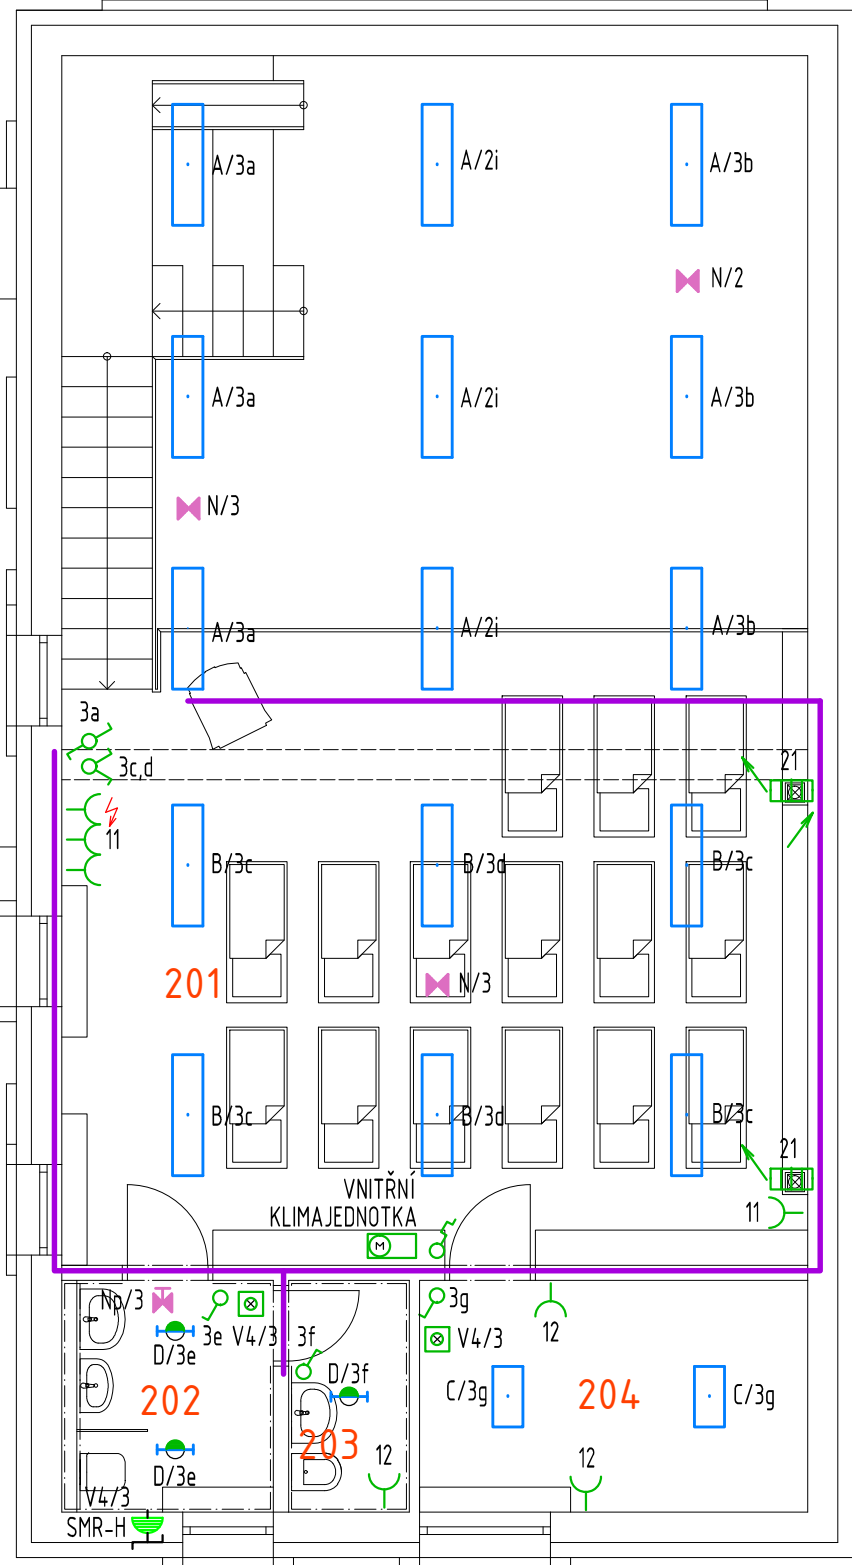 A/3a
A/2i
A/3b
N/2
A/3a
A/2i
A/3b
N/3
A/3a
A/2i
A/3b
3a
3c,d
21
11
B/3c
B/3d
B/3c
201
N/3
B/3c
B/3d
B/3c
21
VNITŘNÍ
KLIMAJEDNOTKA
11
M
Np/3
3g
3e
V4/3
3f
12
V4/3
D/3e
D/3f
C/3g
204
C/3g
202
203
12
12
D/3e
V4/3
SMR-H